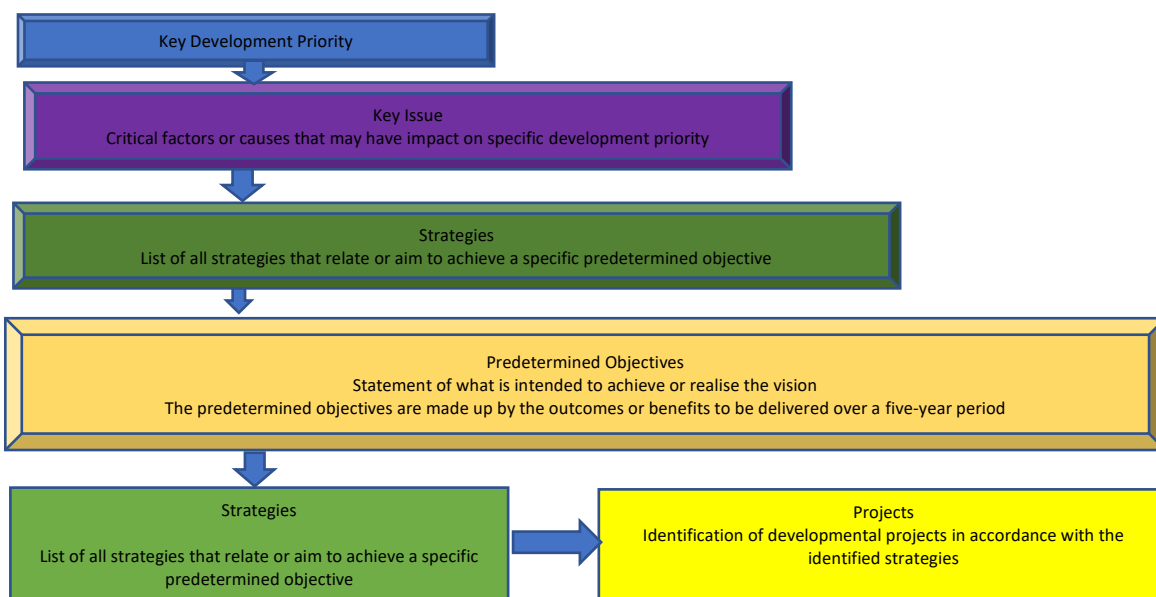 Key Development Priority
Key Issue
Critical factors or causes that may have impact on specific development priority
Strategies
List of all strategies that relate or aim to achieve a specific predetermined objective
Predetermined Objectives
Statement of what is intended to achieve or realise the vision
The predetermined objectives are made up by the outcomes or benefits to be delivered over a five-year period
Strategies
List of all strategies that relate or aim to achieve a specific
predetermined objective
Projects
Identification of developmental projects in accordance with the
identified strategies